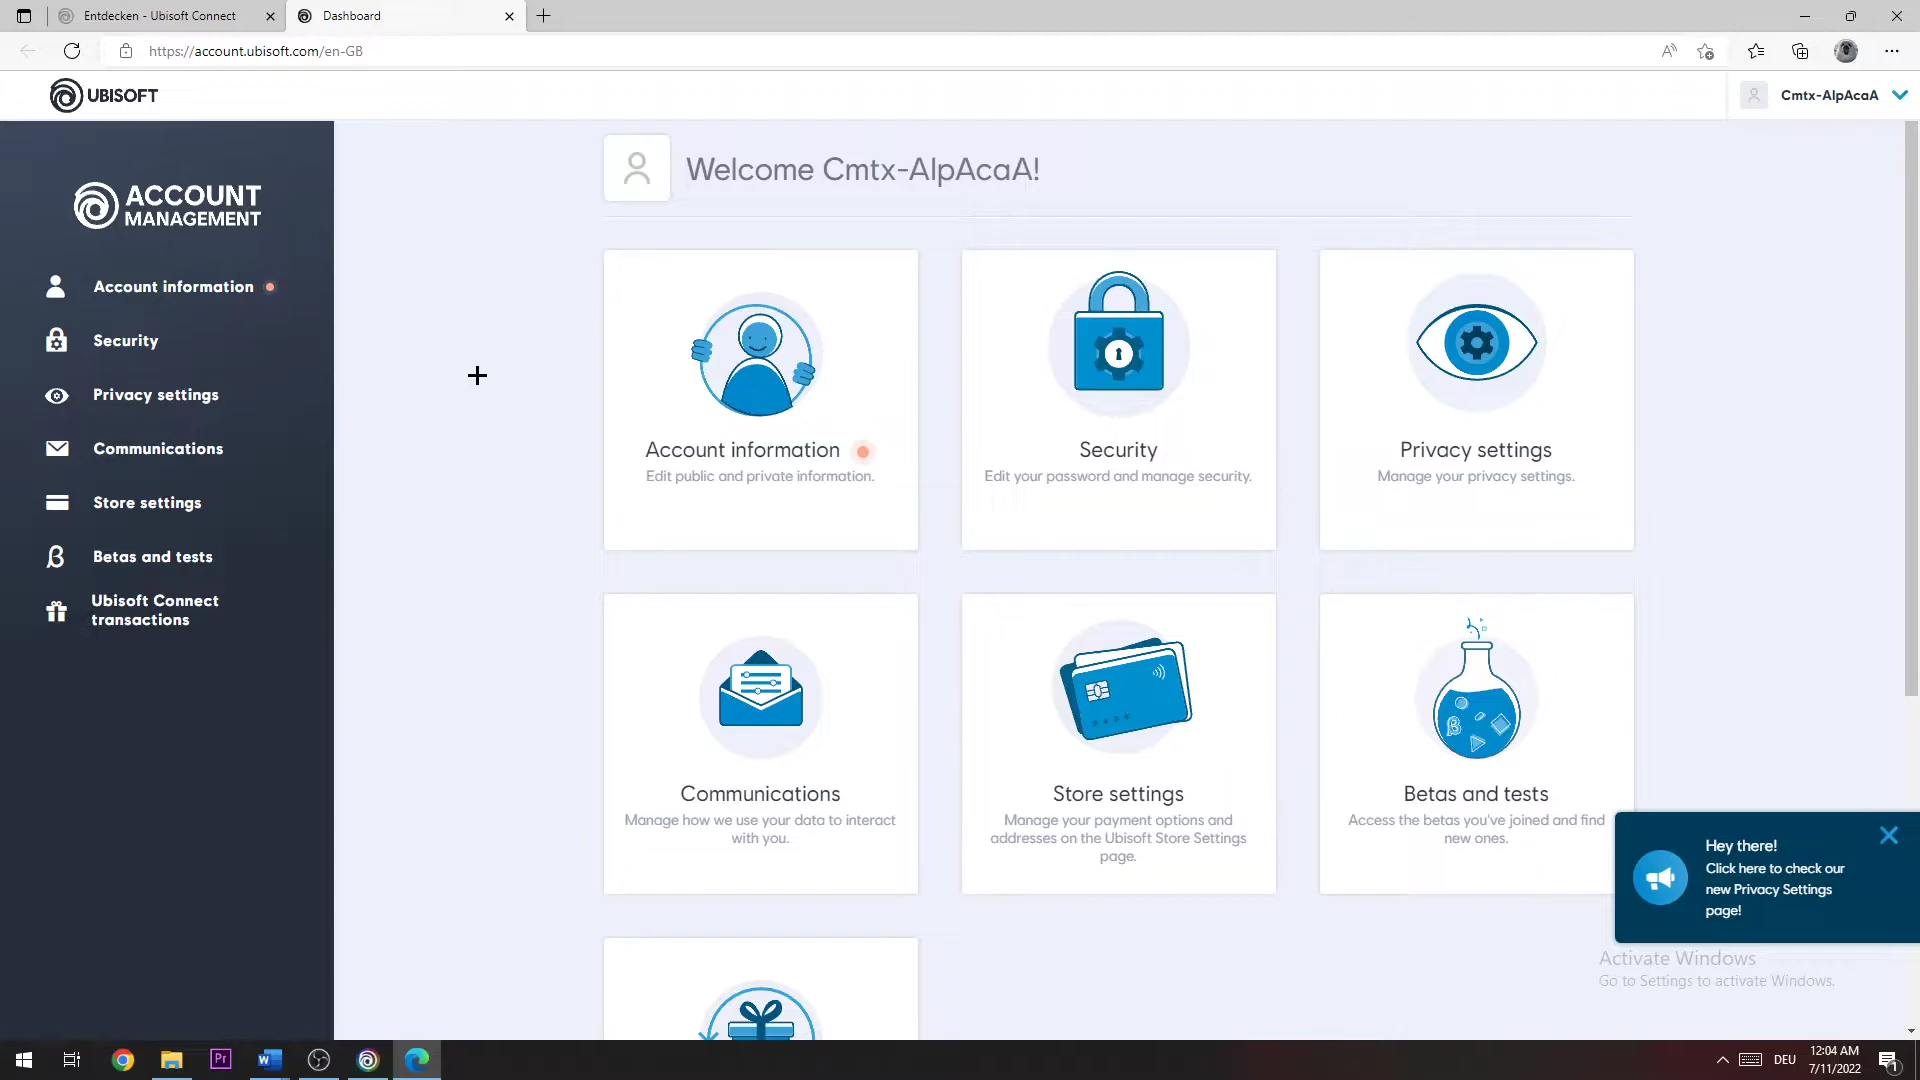 Entdecken - Ubisoft Connect
Dashboard
https://account.ubisoft.com/en-GB
UBISOFT
Cmtx-AlpAcaA
ACCOUNT
MANAGEMENT
Account information
Security
Privacy settings
Communications
Store settings
Betas and tests
Ubisoft Connect
transactions
Welcome Cmtx-AlpAcaA!
Account information
Edit public and private information.
Security
Edit your password and manage security.
Privacy settings
Manage your privacy settings.
Communications
Manage how we use your data to interact
with you.
Store settings
Manage your payment options and
addresses on the Ubisoft Store Settings
page.
Betas and tests
Access the betas you've joined and find
new ones.
Hey there!
Click here to check our
new Privacy Settings
page!
Activate Windows
Go to Settings to activate Windows.
Pr
W
DEU
12:04 AM
7/11/2022
1